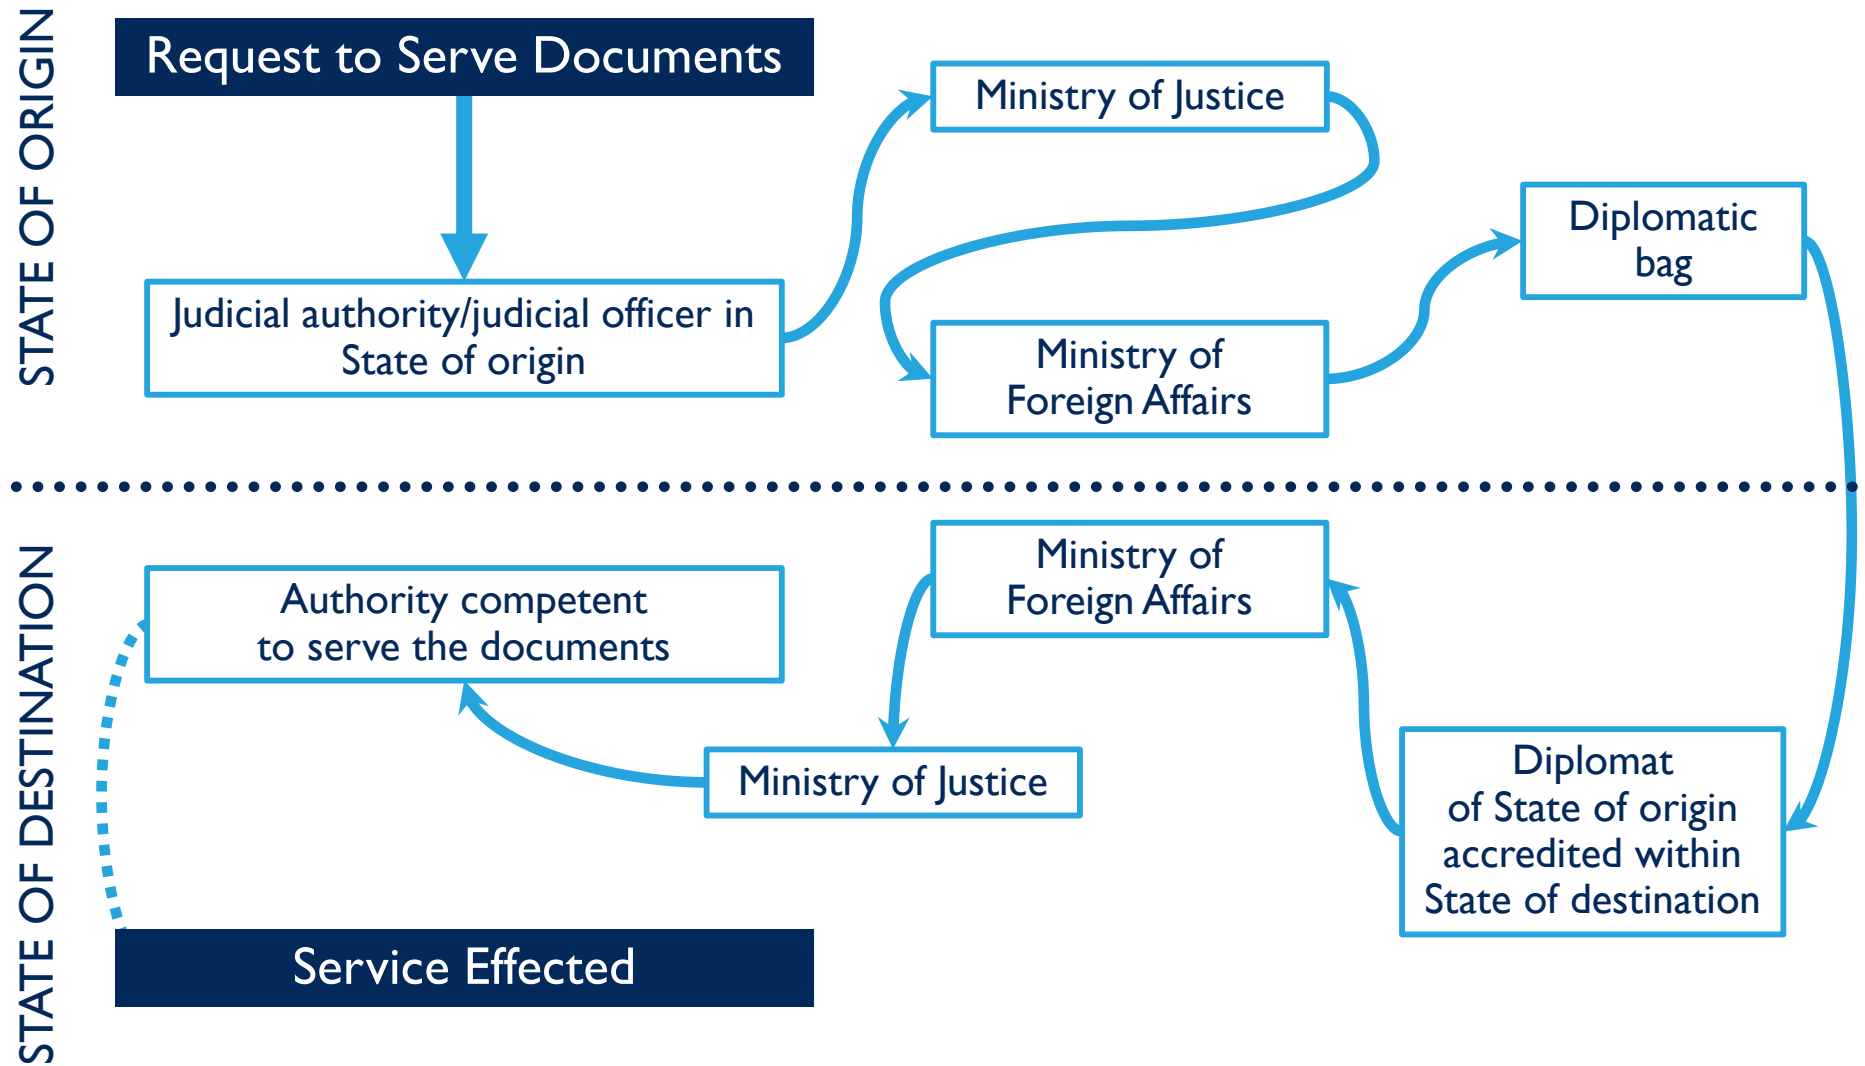 STATE OF ORIGIN
Request to Serve Documents
Judicial authority/judicial officer in
State of origin
Ministry of Justice
Ministry of
Foreign Affairs
Diplomatic
bag
STATE OF DESTINATION
Diplomat
of State of origin
accredited within
State of destination
Ministry of
Foreign Affairs
Ministry of Justice
Authority competent
to serve the documents
Service Effected